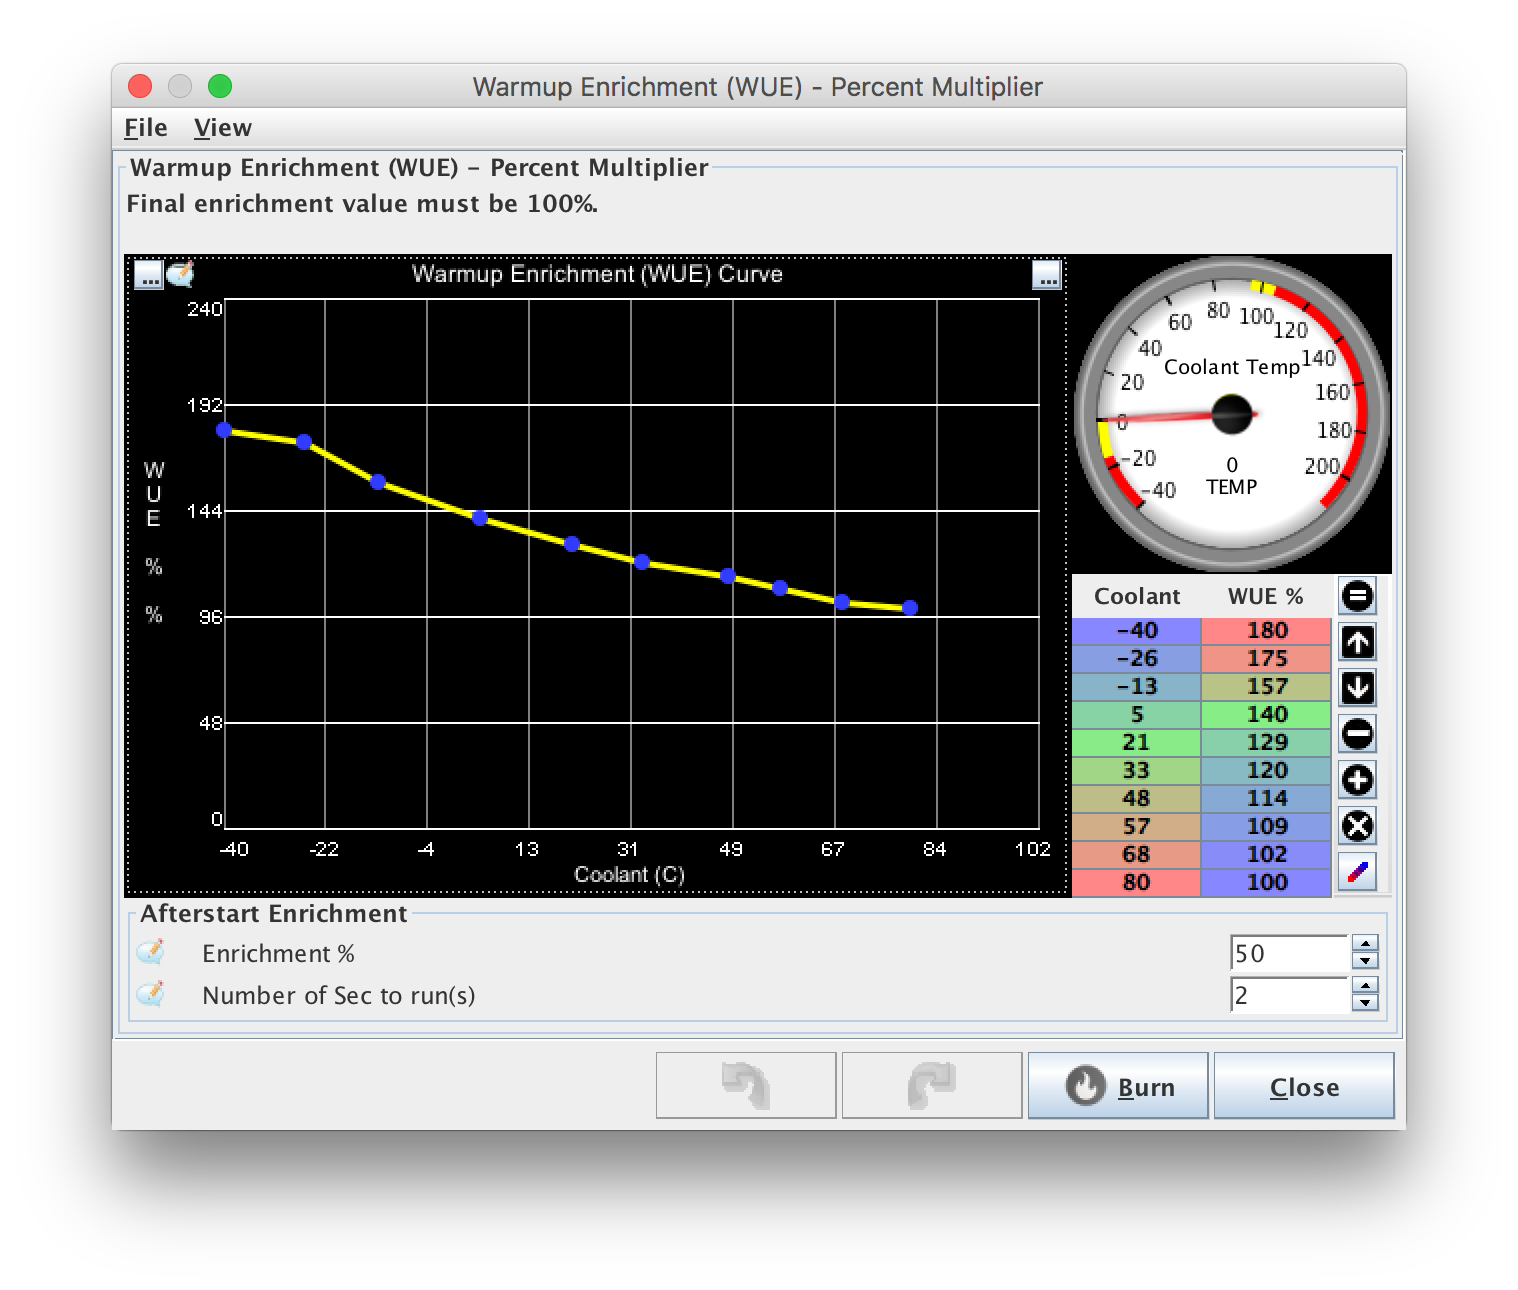 Warmup Enrichment (WUE) - Percent Multiplier
File View
Warmup Enrichment (WUE) - Percent Multiplier
Final enrichment value must be 100%.
... Warmup Enrichment (WUE) Curve ...
240
192
144
96
48
0
WUE % %
-40 -22 -4 13 31 49 67 84 102
Coolant (C)
-40 -20 0 20 40 60 80 100 120 140 160 180 200
Coolant Temp
0
TEMP
Coolant WUE %
-40 180
-26 175
-13 157
5 140
21 129
33 120
48 114
57 109
68 102
80 100
Afterstart Enrichment
Enrichment % 50
Number of Sec to run(s) 2
Burn Close